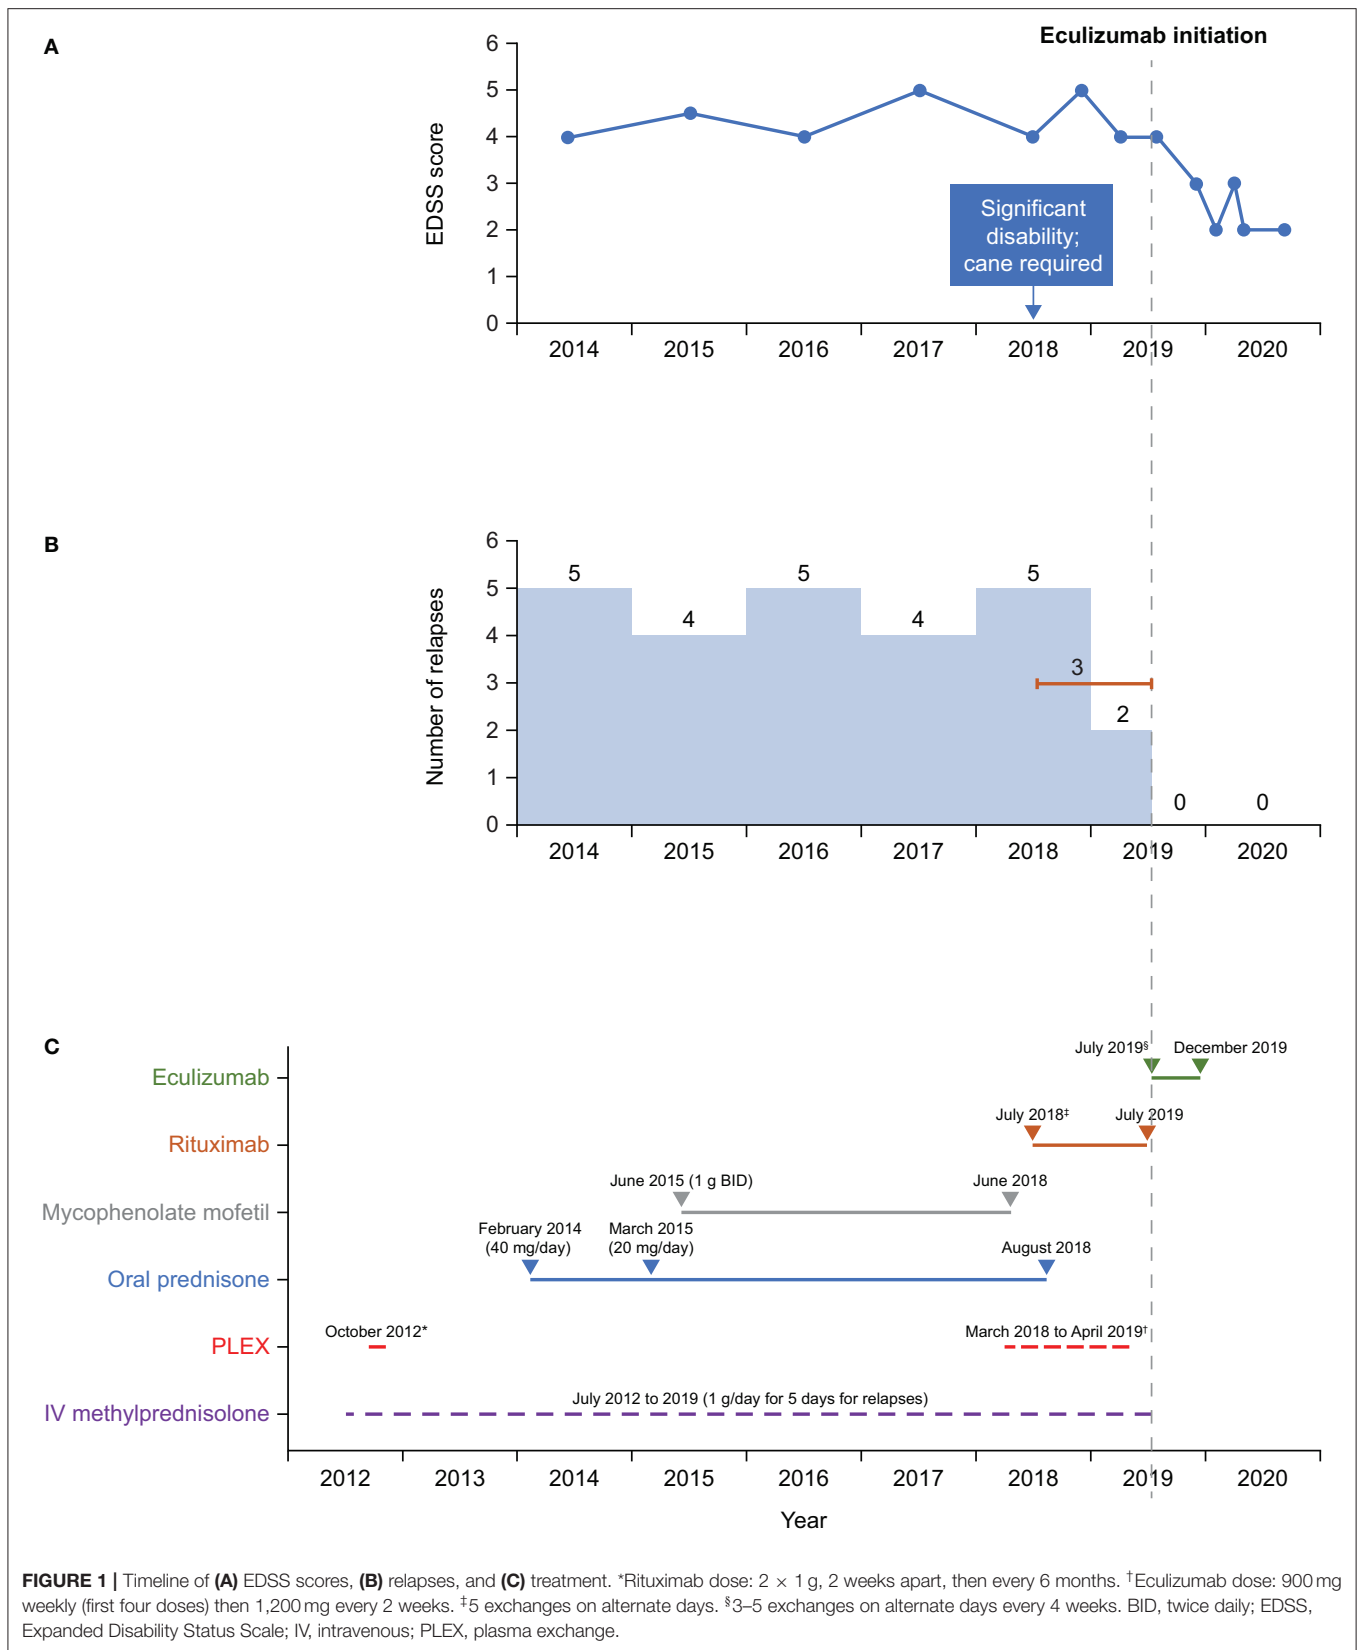 A
Eculizumab initiation
EDSS score
6
5
4
3
2
1
0
Significant
disability;
cane required
2014 2015 2016 2017 2018 2019 2020
B
Number of relapses
6
5
4
3
2
1
0
5 4 5 4 5 3 2 0 0
2014 2015 2016 2017 2018 2019 2020
C
July 2019§ December 2019
Eculizumab
July 2018‡ July 2019
Rituximab
June 2015 (1 g BID) June 2018
Mycophenolate mofetil
February 2014 March 2015
(40 mg/day) (20 mg/day) August 2018
Oral prednisone
October 2012* March 2018 to April 2019†
PLEX
July 2012 to 2019 (1 g/day for 5 days for relapses)
IV methylprednisolone
2012 2013 2014 2015 2016 2017 2018 2019 2020
Year
FIGURE 1 | Timeline of (A) EDSS scores, (B) relapses, and (C) treatment. *Rituximab dose: 2 × 1 g, 2 weeks apart, then every 6 months. †Eculizumab dose: 900 mg
weekly (first four doses) then 1,200 mg every 2 weeks. ‡5 exchanges on alternate days. §3–5 exchanges on alternate days every 4 weeks. BID, twice daily; EDSS,
Expanded Disability Status Scale; IV, intravenous; PLEX, plasma exchange.